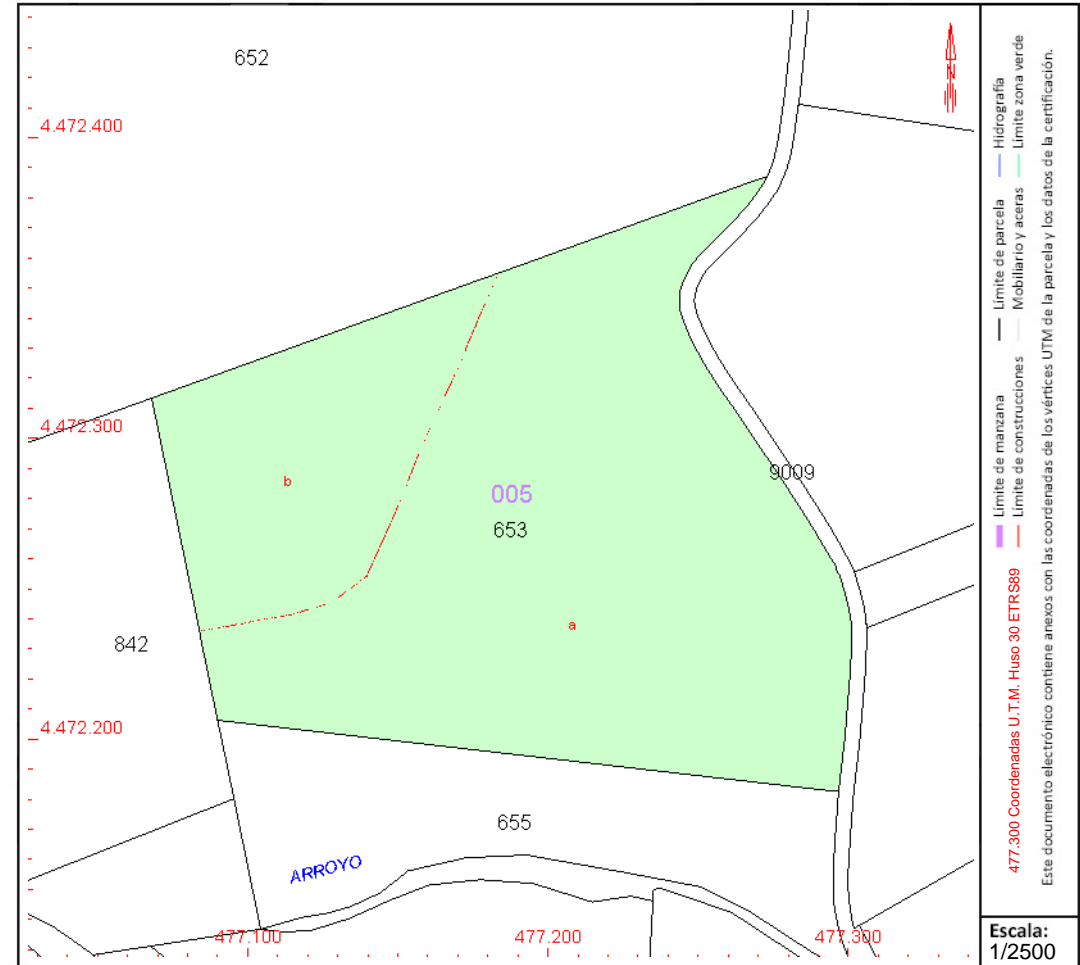 652
4.472.400
4.472.300
b
005
653
9009
a
842
4.472.200
655
ARROYO
477.100
477.200
477.300
N
Límite de manzana
Límite de parcela
Hidrografía
477.300 Coordenadas U.T.M. Huso 30 ETRS89
Límite de construcciones
Mobiliario y aceras
Límite zona verde
Este documento electrónico contiene anexos con las coordenadas de los vértices UTM de la parcela y los datos de la certificación.
Escala:
1/2500